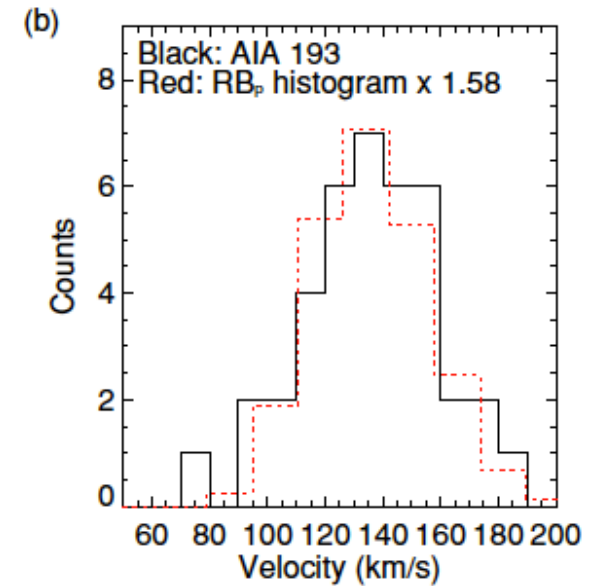 (b)
Black: AIA 193
Red: RBₚ histogram x 1.58
8
6
4
2
0
Counts
60 80 100 120 140 160 180 200
Velocity (km/s)